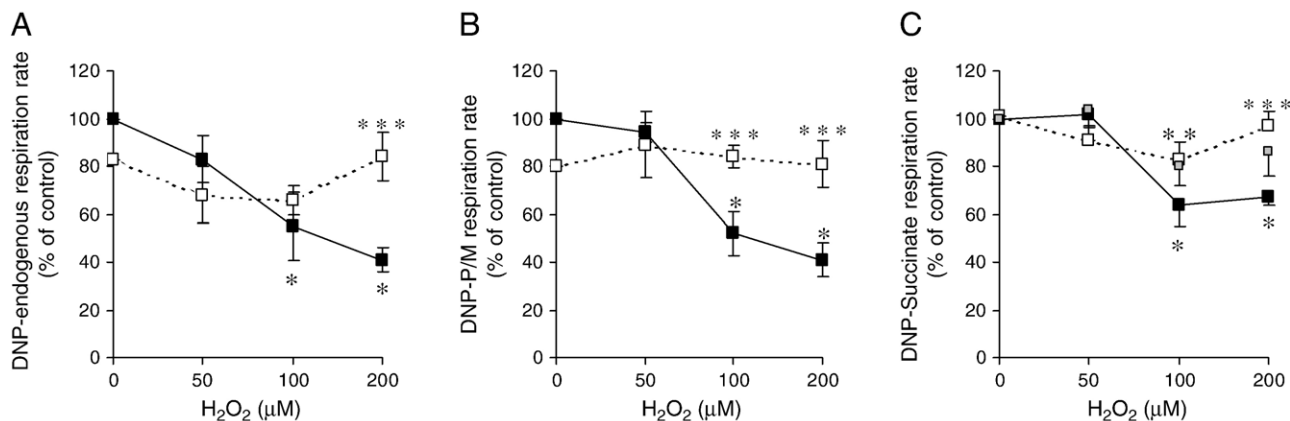 A
DNP-endogenous respiration rate
(% of control)
120
100
80
60
40
20
0
0 50 100 200
H₂O₂ (µM)
* * *
*
*
B
DNP-P/M respiration rate
(% of control)
120
100
80
60
40
20
0
0 50 100 200
H₂O₂ (µM)
* * *
* * *
*
*
C
DNP-Succinate respiration rate
(% of control)
120
100
80
60
40
20
0
0 50 100 200
H₂O₂ (µM)
* * *
* *
*
*